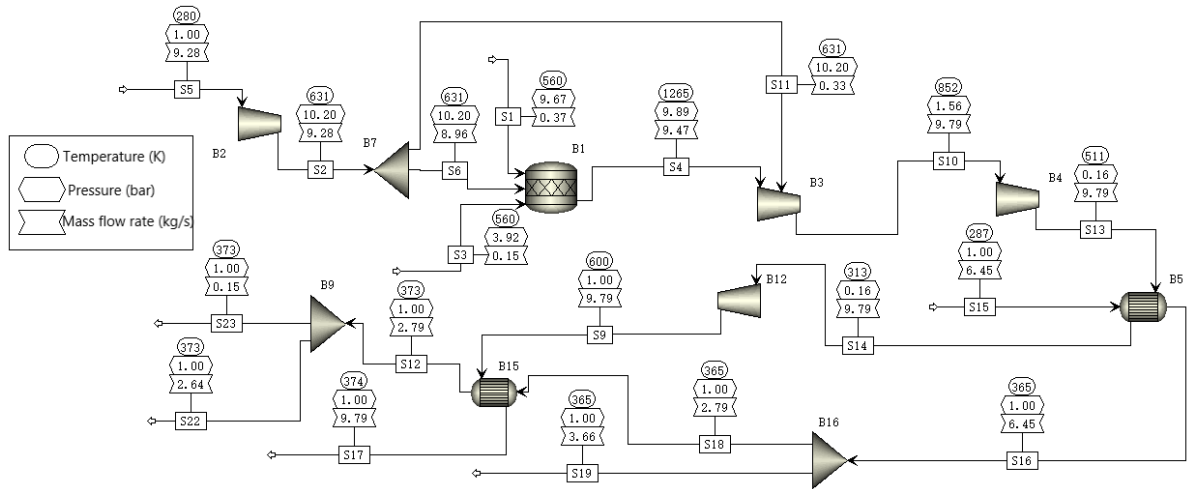 280
1.00
9.28
S5
B2
631
10.20
9.28
S2
B7
631
10.20
8.96
S6
560
9.67
0.37
S1
B1
560
3.92
0.15
S3
1265
9.89
9.47
S4
631
10.20
0.33
S11
B3
852
1.56
9.79
S10
B4
511
0.16
9.79
S13
Temperature (K)
Pressure (bar)
Mass flow rate (kg/s)
287
1.00
6.45
S15
B5
313
0.16
9.79
S14
B12
600
1.00
9.79
S9
373
1.00
0.15
S23
B9
373
1.00
2.79
S12
B15
373
1.00
2.64
S22
374
1.00
9.79
S17
365
1.00
3.66
S19
365
1.00
2.79
S18
B16
365
1.00
6.45
S16